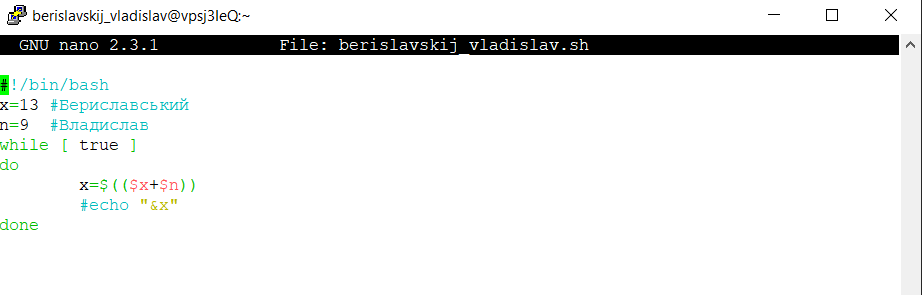 berislavskij_vladislav@vpsj3IeQ:~
GNU nano 2.3.1 File: berislavskij_vladislav.sh
#!/bin/bash
x=13 #Бериславський
n=9 #Владислав
while [ true ]
do
x=$(($x+$n))
#echo "&x"
done